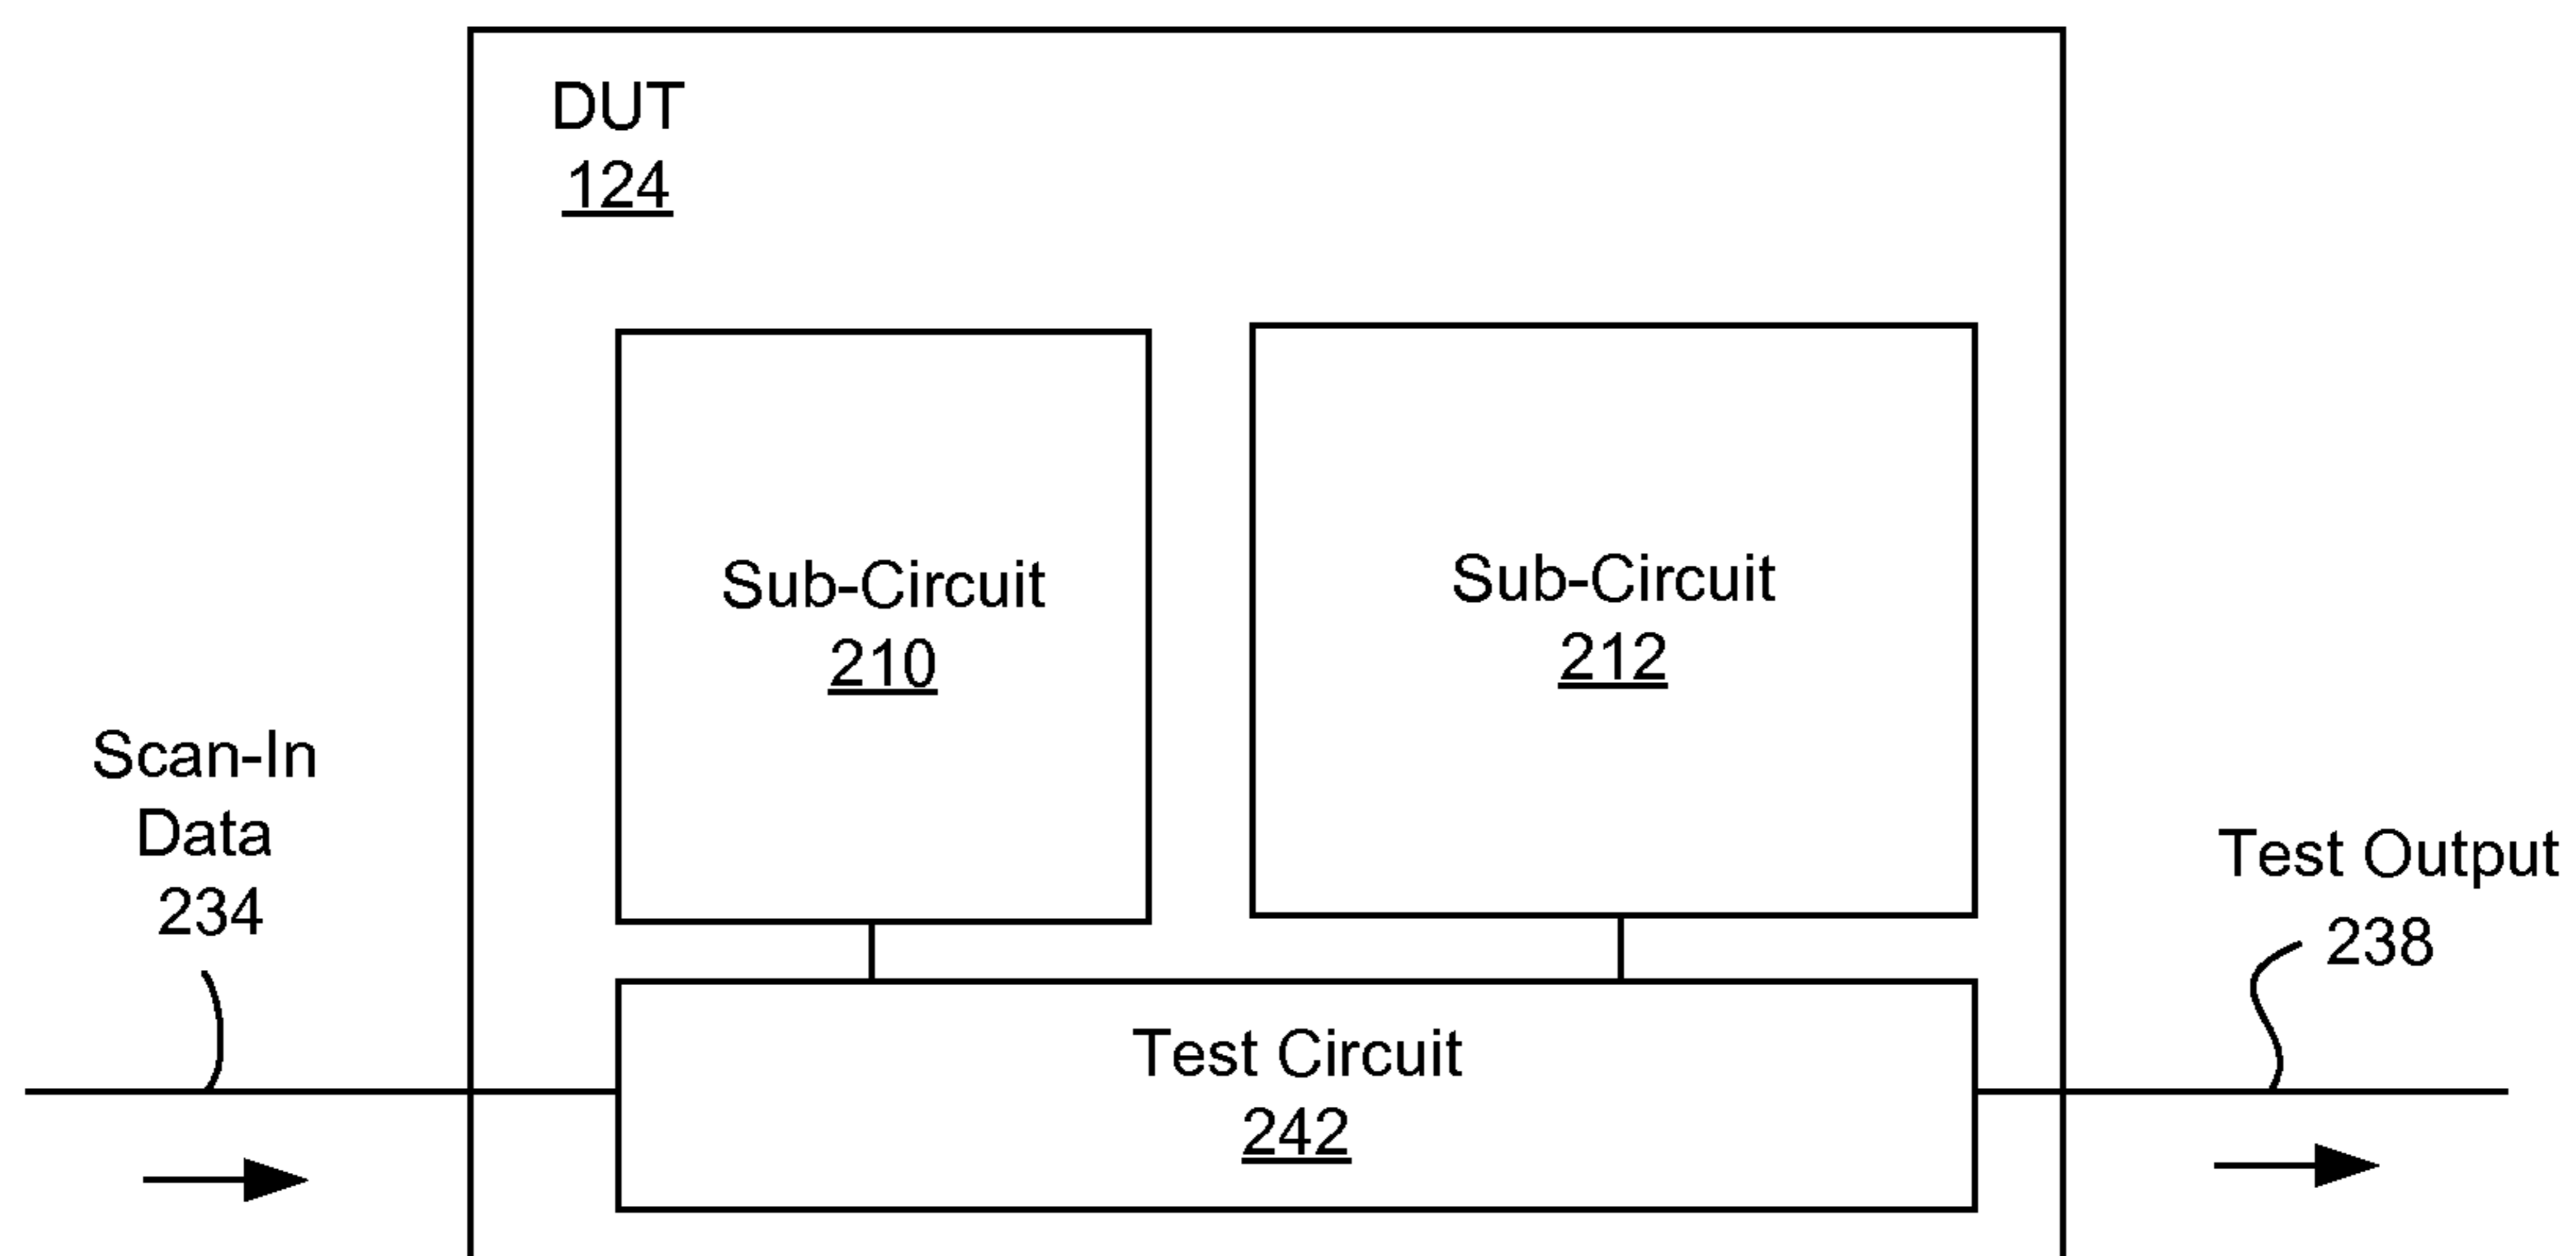 DUT
124
Sub-Circuit
210
Sub-Circuit
212
Scan-In
Data
234
Test Output
238
Test Circuit
242